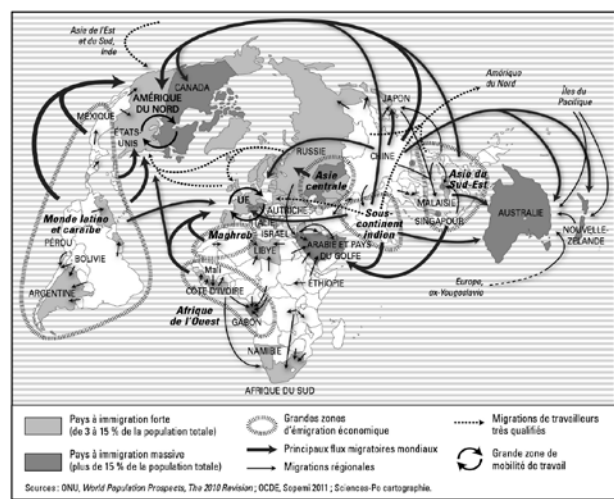 Asie de l'Est
et du Sud,
Inde
CANADA
AMÉRIQUE
DU NORD
MEXIQUE
ÉTATS
UNIS
Amérique
du Nord
Îles du
Pacifique
JAPON
CHINE
RUSSIE
Asie
centrale
Asie du
Sud-Est
UE
AUTRICHE
Monde latino
et caraïbe
PÉROU
BOLIVIE
ARGENTINE
Maghreb
ISRAËL
LIBYE
ARABIE ET PAYS
DU GOLFE
Sous-
continent
indien
MALAISIE
SINGAPOUR
AUSTRALIE
NOUVELLE-
ZÉLANDE
Mali
CÔTE D'IVOIRE
ÉTHIOPIE
Afrique
de l'Ouest
GABON
NAMIBIE
AFRIQUE DU SUD
Europe,
ex-Yougoslavie
Pays à immigration forte
(de 3 à 15 % de la population totale)
Pays à immigration massive
(plus de 15 % de la population totale)
Grandes zones
d'émigration économique
Principaux flux migratoires mondiaux
Migrations régionales
Migrations de travailleurs
très qualifiés
Grande zone de
mobilité de travail
Sources : ONU, World Population Prospects, The 2010 Revision ; OCDE, Sopemi 2011 ; Sciences-Po cartographie.